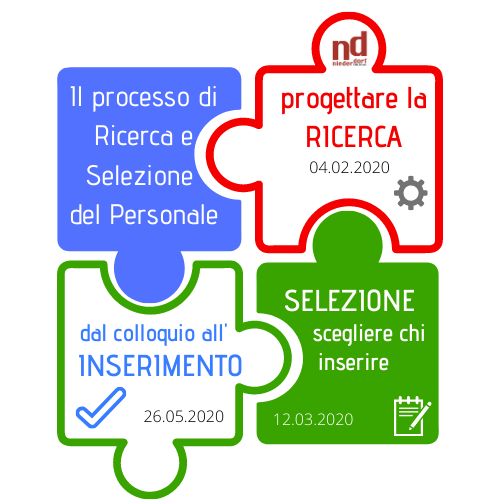 Il processo di
Ricerca e
Selezione
del Personale
nd
niederdorf
progettare la
RICERCA
04.02.2020
dal colloquio all'
INSERIMENTO
26.05.2020
SELEZIONE
scegliere chi
inserire
12.03.2020